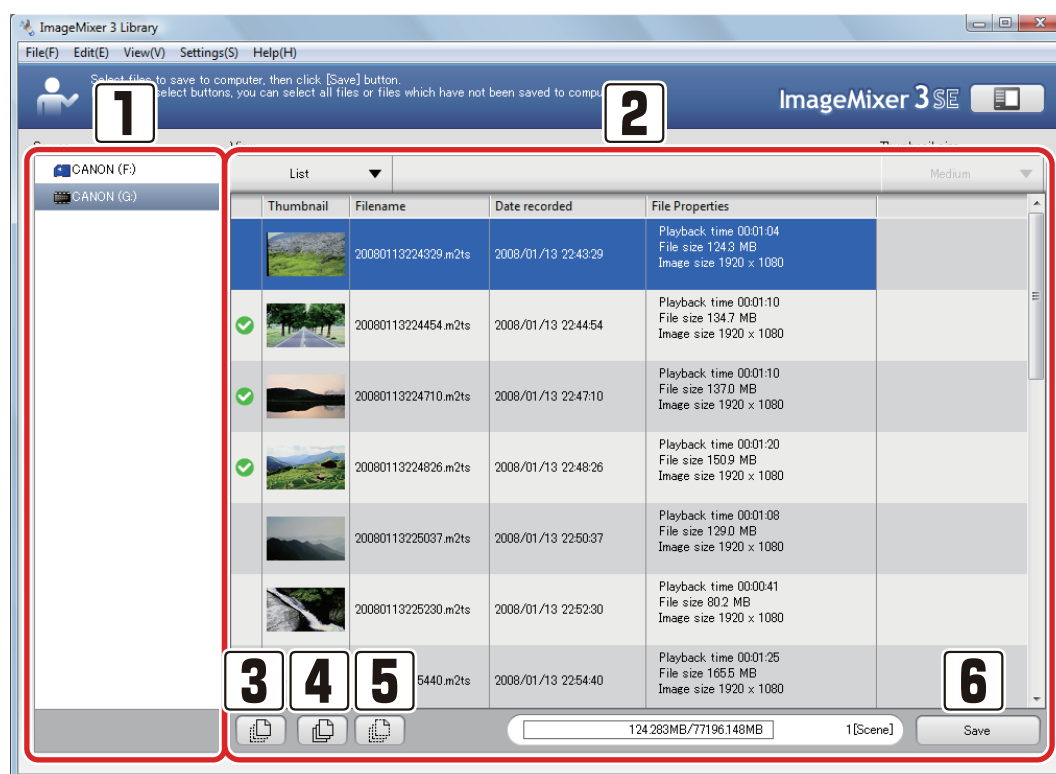 ImageMixer 3 Library
File(F) Edit(E) View(V) Settings(S) Help(H)
Select files to save to computer, then click [Save] button.
select buttons, you can select all files or files which have not been saved to compu
ImageMixer 3 SE
1
2
CANON (F:)
CANON (G:)
List
Medium
Thumbnail Filename Date recorded File Properties
Playback time 00:01:04
20080113224329.m2ts 2008/01/13 22:43:29 File size 124.3 MB
Image size 1920 x 1080
Playback time 00:01:10
20080113224454.m2ts 2008/01/13 22:44:54 File size 134.7 MB
Image size 1920 x 1080
Playback time 00:01:10
20080113224710.m2ts 2008/01/13 22:47:10 File size 137.0 MB
Image size 1920 x 1080
Playback time 00:01:20
20080113224826.m2ts 2008/01/13 22:48:26 File size 150.9 MB
Image size 1920 x 1080
Playback time 00:01:08
20080113225037.m2ts 2008/01/13 22:50:37 File size 129.0 MB
Image size 1920 x 1080
Playback time 00:00:41
20080113225230.m2ts 2008/01/13 22:52:30 File size 80.2 MB
Image size 1920 x 1080
Playback time 00:01:25
5440.m2ts 2008/01/13 22:54:40 File size 165.5 MB
Image size 1920 x 1080
3 4 5 6
124.283MB/77196.148MB 1[Scene] Save